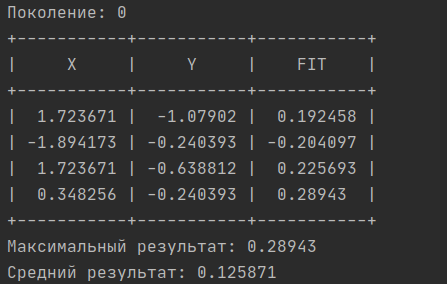 Поколение: 0
+-----------+-----------+-----------+
|     X     |     Y     |    FIT    |
+-----------+-----------+-----------+
|  1.723671 |  -1.07902 |  0.192458 |
| -1.894173 | -0.240393 | -0.204097 |
|  1.723671 | -0.638812 |  0.225693 |
|  0.348256 | -0.240393 |  0.28943  |
+-----------+-----------+-----------+
Максимальный результат: 0.28943
Средний результат: 0.125871